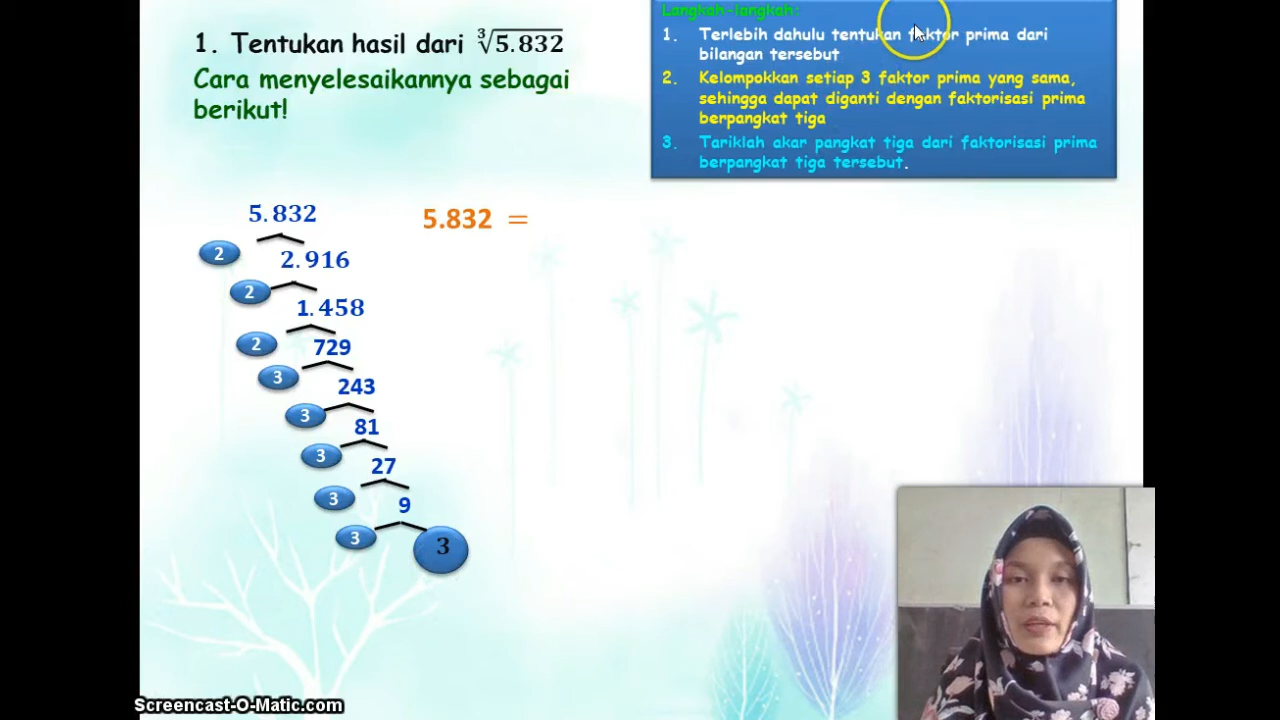 1. Tentukan hasil dari ∛5.832
Cara menyelesaikannya sebagai
berikut!
Langkah-langkah:
1. Terlebih dahulu tentukan faktor prima dari
bilangan tersebut
2. Kelompokkan setiap 3 faktor prima yang sama,
sehingga dapat diganti dengan faktorisasi prima
berpangkat tiga
3. Tariklah akar pangkat tiga dari faktorisasi prima
berpangkat tiga tersebut.
5.832
5.832 =
2
2.916
2
1.458
2
729
3
243
3
81
3
27
3
9
3
3
Screencast-O-Matic.com